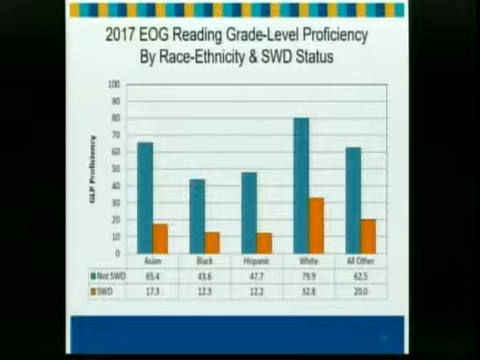 2017 EOG Reading Grade-Level Proficiency
By Race-Ethnicity & SWD Status
100
90
80
70
60
50
40
30
20
10
0
GLP Proficiency
Asian Black Hispanic White All Other
Not SWD 65.4 43.6 47.7 79.9 62.5
SWD 17.3 12.3 12.2 32.8 20.0